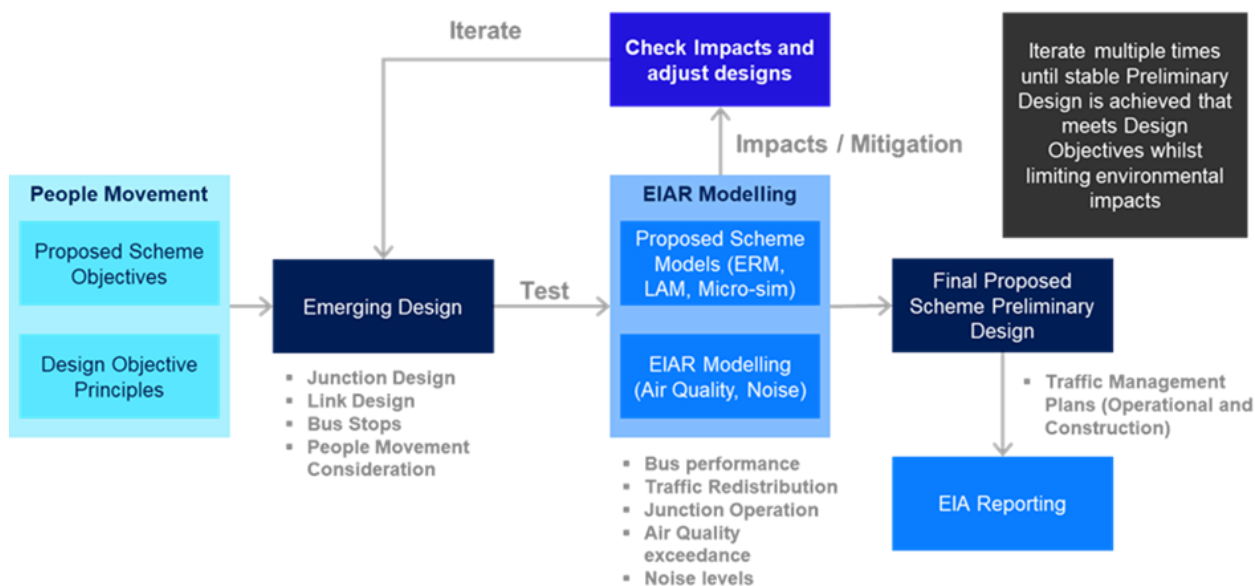 Iterate
Check Impacts and
adjust designs
Iterate multiple times
until stable Preliminary
Design is achieved that
meets Design
Objectives whilst
limiting environmental
impacts
Impacts / Mitigation
People Movement
Proposed Scheme
Objectives
Design Objective
Principles
Emerging Design
▪ Junction Design
▪ Link Design
▪ Bus Stops
▪ People Movement
Consideration
Test
EIAR Modelling
Proposed Scheme
Models (ERM,
LAM, Micro-sim)
EIAR Modelling
(Air Quality, Noise)
▪ Bus performance
▪ Traffic Redistribution
▪ Junction Operation
▪ Air Quality
exceedance
▪ Noise levels
Final Proposed
Scheme Preliminary
Design
▪ Traffic Management
Plans (Operational and
Construction)
EIA Reporting